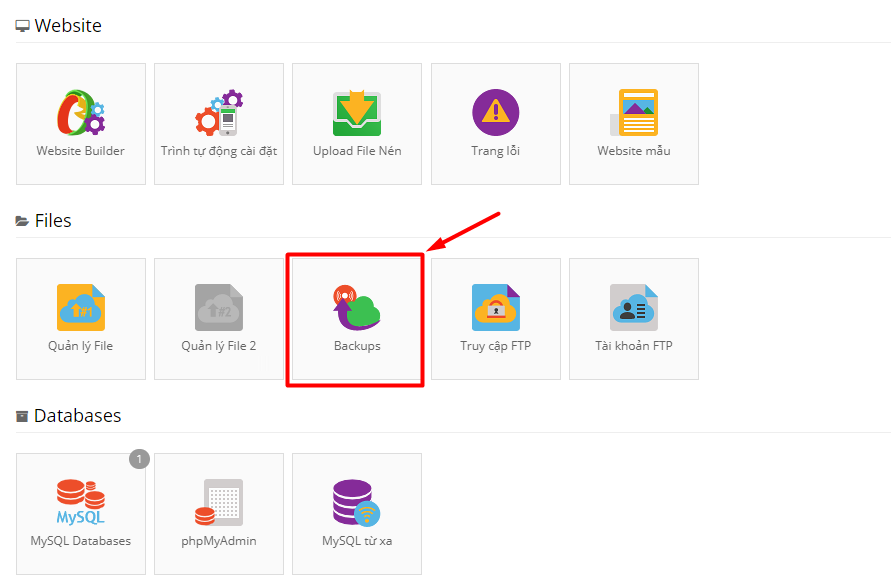 Website
Website Builder
Trình tự động cài đặt
Upload File Nén
Trang lỗi
Website mẫu
Files
#1
#2
Quản lý File
Quản lý File 2
Backups
Truy cập FTP
Tài khoản FTP
Databases
1
MySQL
MySQL Databases
phpMyAdmin
MySQL từ xa